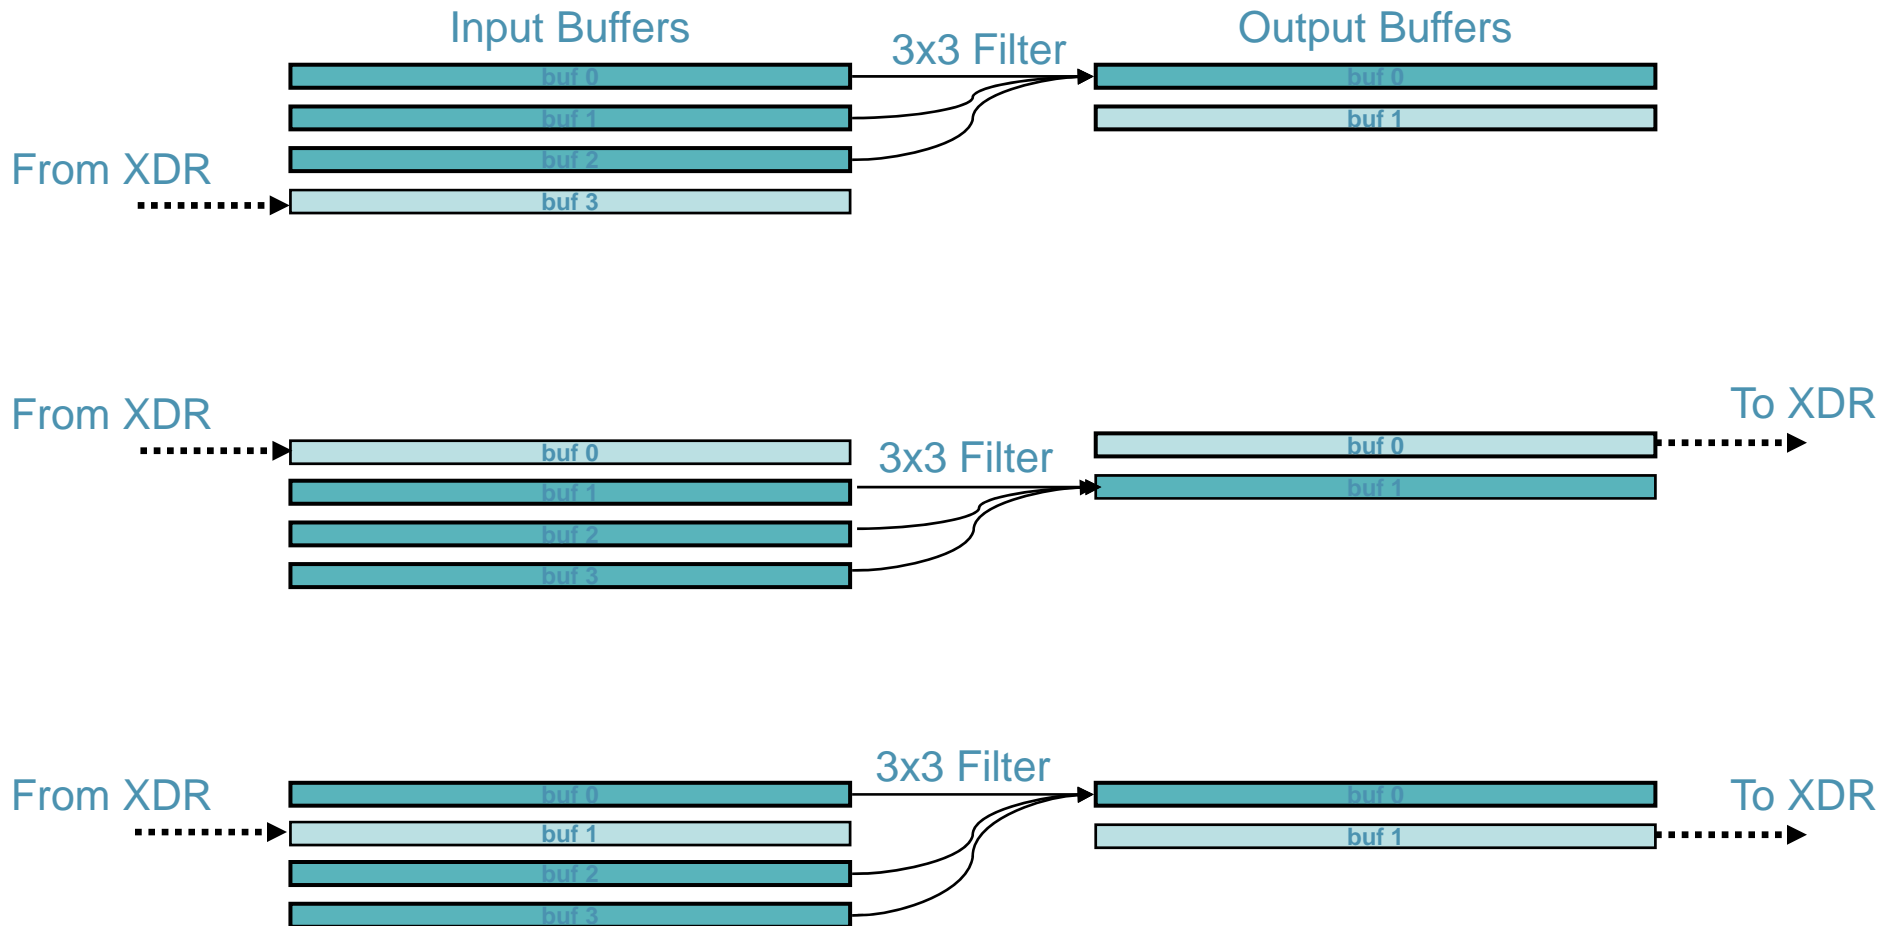 Input Buffers
3x3 Filter
Output Buffers
buf 0
buf 0
buf 1
buf 1
From XDR
buf 2
buf 3
From XDR
To XDR
buf 0
3x3 Filter
buf 0
buf 1
buf 1
buf 2
buf 3
From XDR
3x3 Filter
To XDR
buf 0
buf 0
buf 1
buf 1
buf 2
buf 3